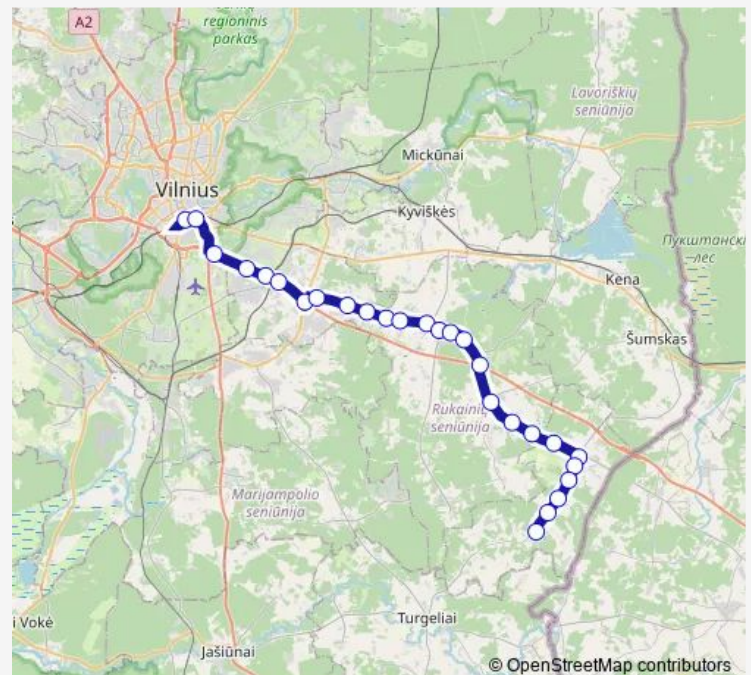 A2
regioninis
parkas
Lavoriškių
seniūnija
Mickūnai
Vilnius
Kyviškės
Пукштанский
лес
Kena
Šumskas
Rukainių
seniūnija
Marijampolio
seniūnija
Turgeliai
i Vokė
Jašiūnai
© OpenStreetMap contributors